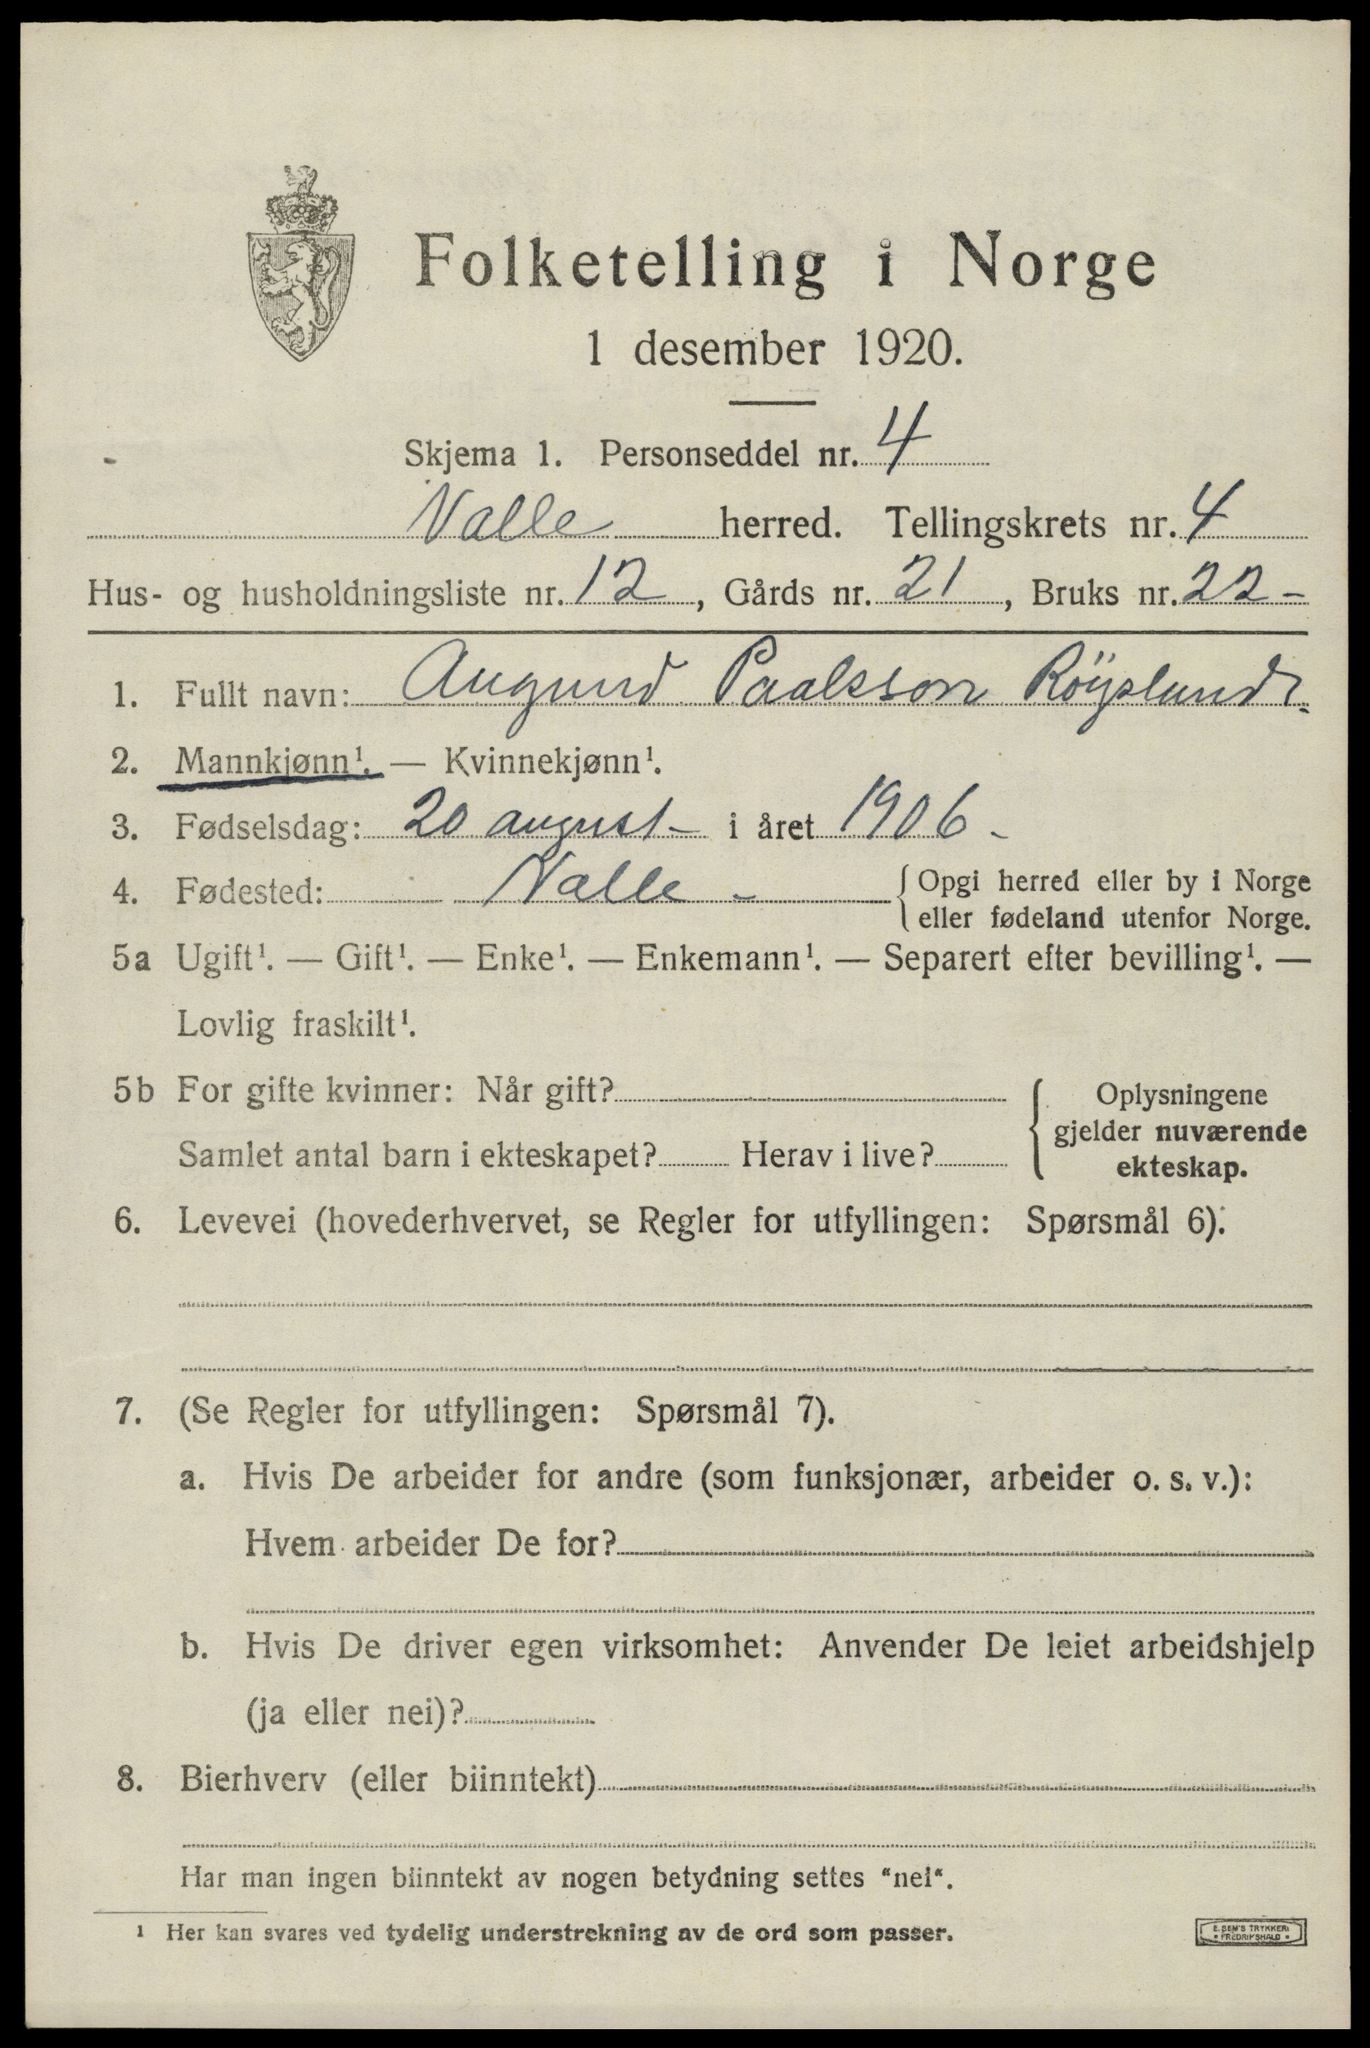 Folketelling i Norge
1 desember 1920.
Skjema 1. Personseddel nr. 4
Valle herred. Tellingskrets nr. 4
Hus- og husholdningsliste nr. 12, Gårds nr. 21, Bruks nr. 22-
1. Fullt navn: Augund Paalsson Röyslund.
2. Mannkjønn¹. — Kvinnekjønn¹.
3. Fødselsdag: 20 august- i året 1906-
4. Fødested: Valle - { Opgi herred eller by i Norge
eller fødeland utenfor Norge.
5a Ugift¹. — Gift¹. — Enke¹. — Enkemann¹. — Separert efter bevilling¹. —
Lovlig fraskilt¹.
5b For gifte kvinner: Når gift?
Samlet antal barn i ekteskapet? Herav i live?
{ Oplysningene
gjelder nuværende
ekteskap.
6. Levevei (hovederhvervet, se Regler for utfyllingen: Spørsmål 6):
7. (Se Regler for utfyllingen: Spørsmål 7).
a. Hvis De arbeider for andre (som funksjonær, arbeider o. s. v.):
Hvem arbeider De for?
b. Hvis De driver egen virksomhet: Anvender De leiet arbeidshjelp
(ja eller nei)?
8. Bierhverv (eller biinntekt)
Har man ingen biinntekt av nogen betydning settes "nei".
¹ Her kan svares ved tydelig understrekning av de ord som passer.
E. SEM'S TRYKKERI
• FREDRIKSHALD •